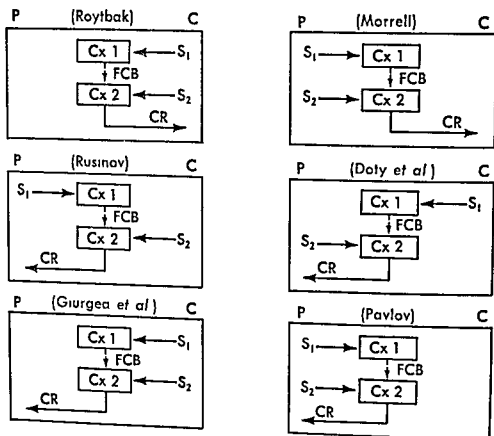 P (Roytbak) C
Cx 1
S1
FCB
Cx 2
S2
CR
P (Morrell) C
S1
Cx 1
FCB
S2
Cx 2
CR
P (Rusinov) C
S1
Cx 1
FCB
Cx 2
S2
CR
P (Doty et al) C
Cx 1
S1
FCB
S2
Cx 2
CR
P (Giurgea et al) C
Cx 1
S1
FCB
Cx 2
S2
CR
P (Pavlov) C
S1
Cx 1
FCB
S2
Cx 2
CR